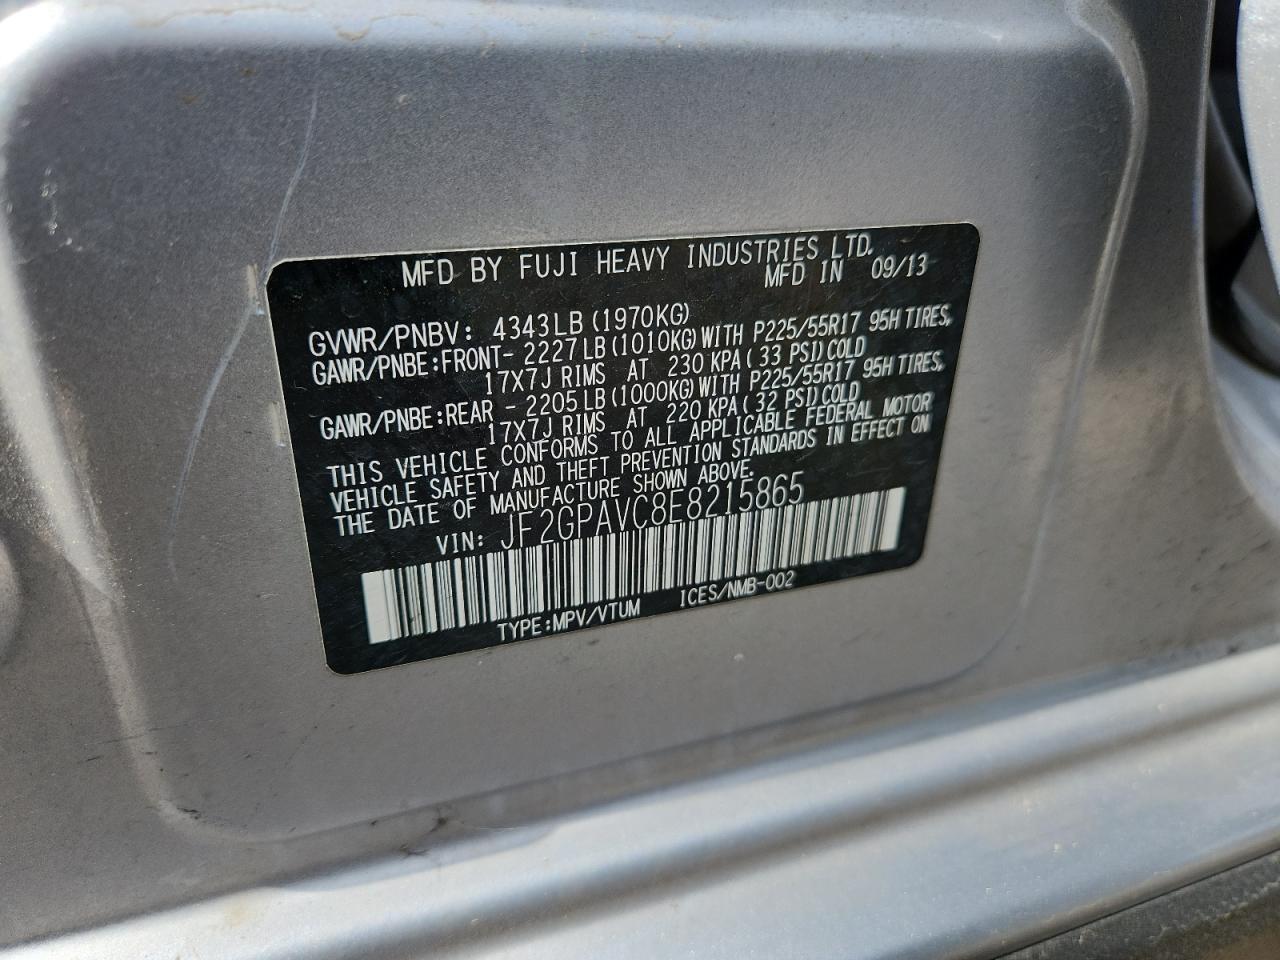 MFD BY FUJI HEAVY INDUSTRIES LTD.
MFD IN 09/13
GVWR/PNBV: 4343LB(1970KG)
GAWR/PNBE:FRONT- 2227LB(1010KG)WITH P225/55R17 95H TIRES,
17X7J RIMS AT 230 KPA( 33 PSI)COLD
GAWR/PNBE:REAR - 2205LB(1000KG)WITH P225/55R17 95H TIRES,
17X7J RIMS AT 220 KPA( 32 PSI)COLD
THIS VEHICLE CONFORMS TO ALL APPLICABLE FEDERAL MOTOR
VEHICLE SAFETY AND THEFT PREVENTION STANDARDS IN EFFECT ON
THE DATE OF MANUFACTURE SHOWN ABOVE.
VIN: JF2GPAVC8E8215865
TYPE:MPV/VTUM ICES/NMB-002